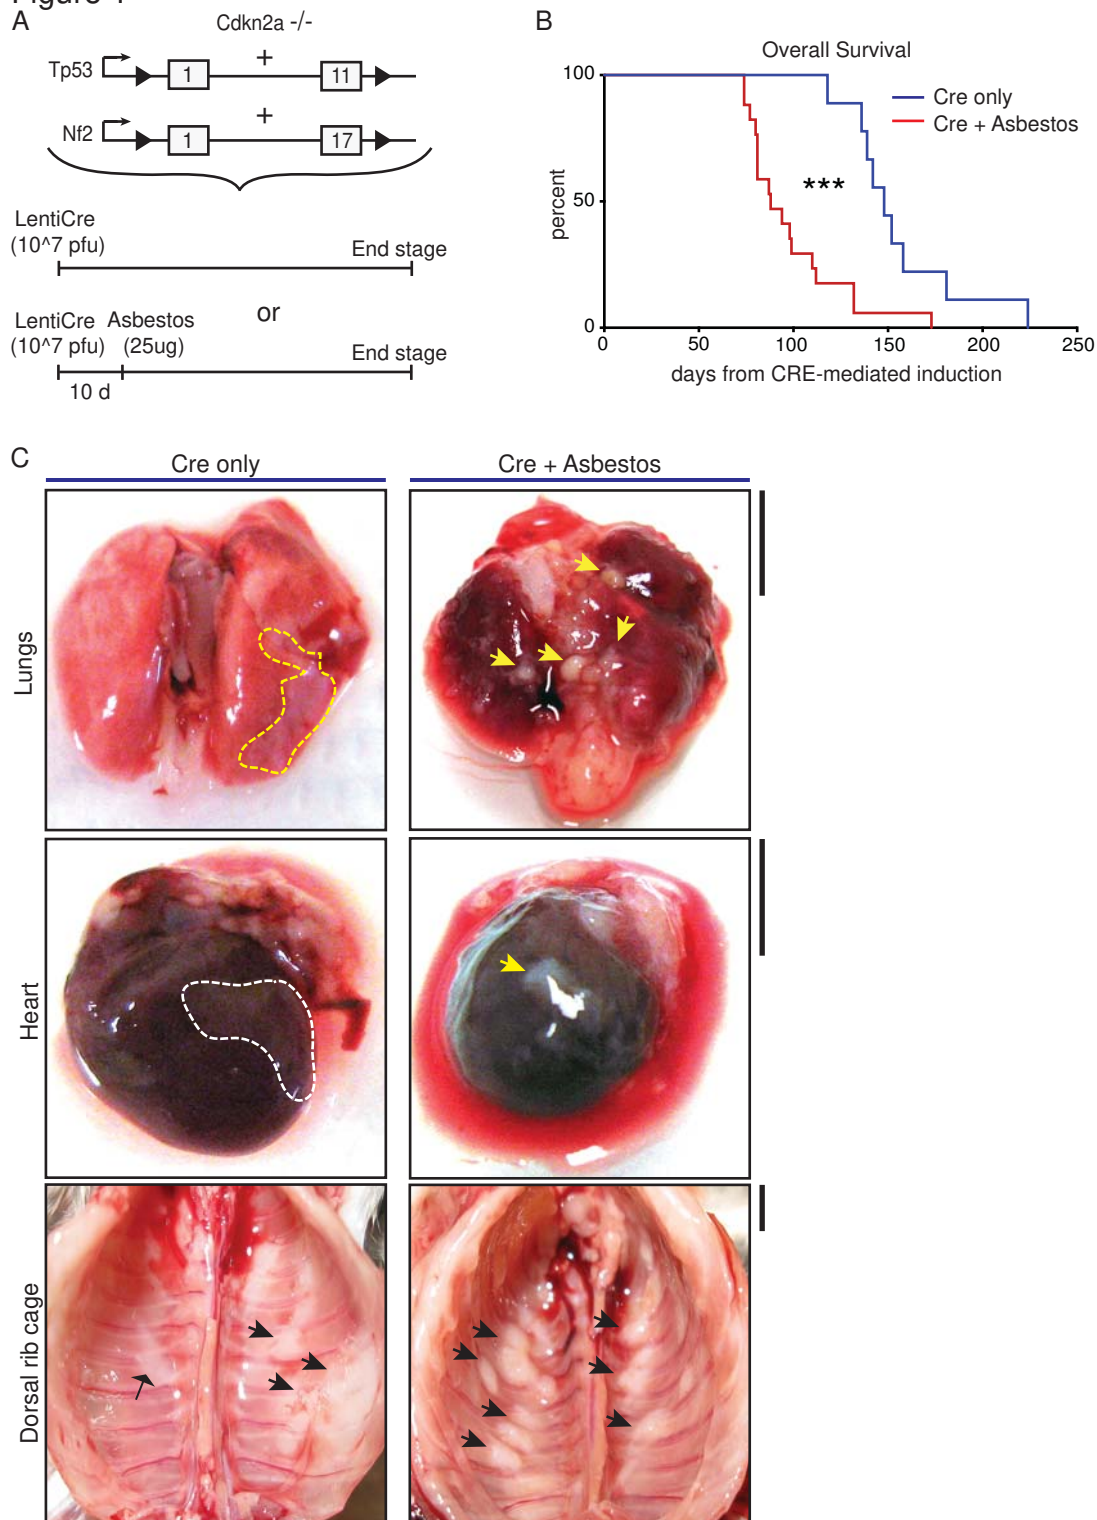 A
Cdkn2a -/-
+
Tp53
1
11
+
Nf2
1
17
LentiCre
(10^7 pfu)
End stage
or
LentiCre
(10^7 pfu)
Asbestos
(25ug)
End stage
10 d
B
Overall Survival
100
50
0
percent
Cre only
Cre + Asbestos
***
0
50
100
150
200
250
days from CRE-mediated induction
C
Cre only
Cre + Asbestos
Lungs
Heart
Dorsal rib cage